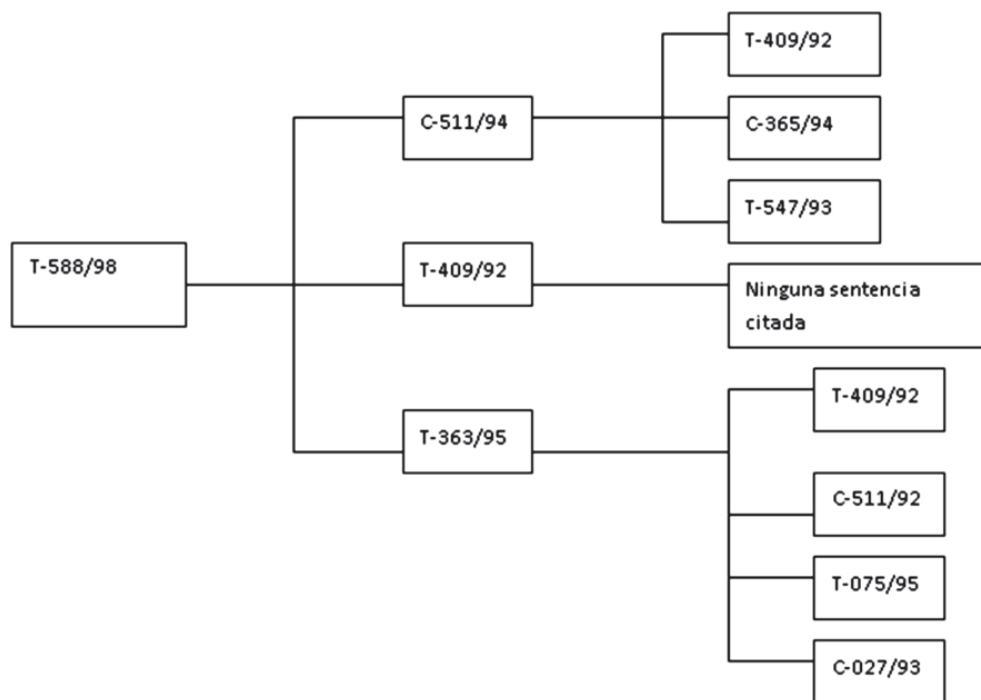 T-409/92
C-511/94
C-365/94
T-547/93
T-588/98
T-409/92
Ninguna sentencia
citada
T-409/92
T-363/95
C-511/92
T-075/95
C-027/93